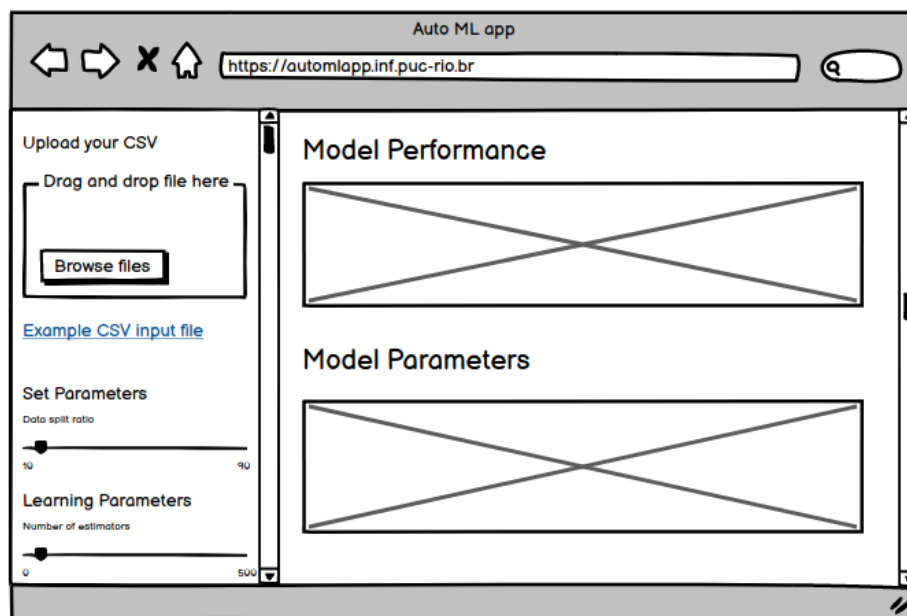 Auto ML app
https://automlapp.inf.puc-rio.br
Upload your CSV
Drag and drop file here
Browse files
Example CSV input file
Set Parameters
Data split ratio
10 90
Learning Parameters
Number of estimators
0 500
Model Performance
Model Parameters